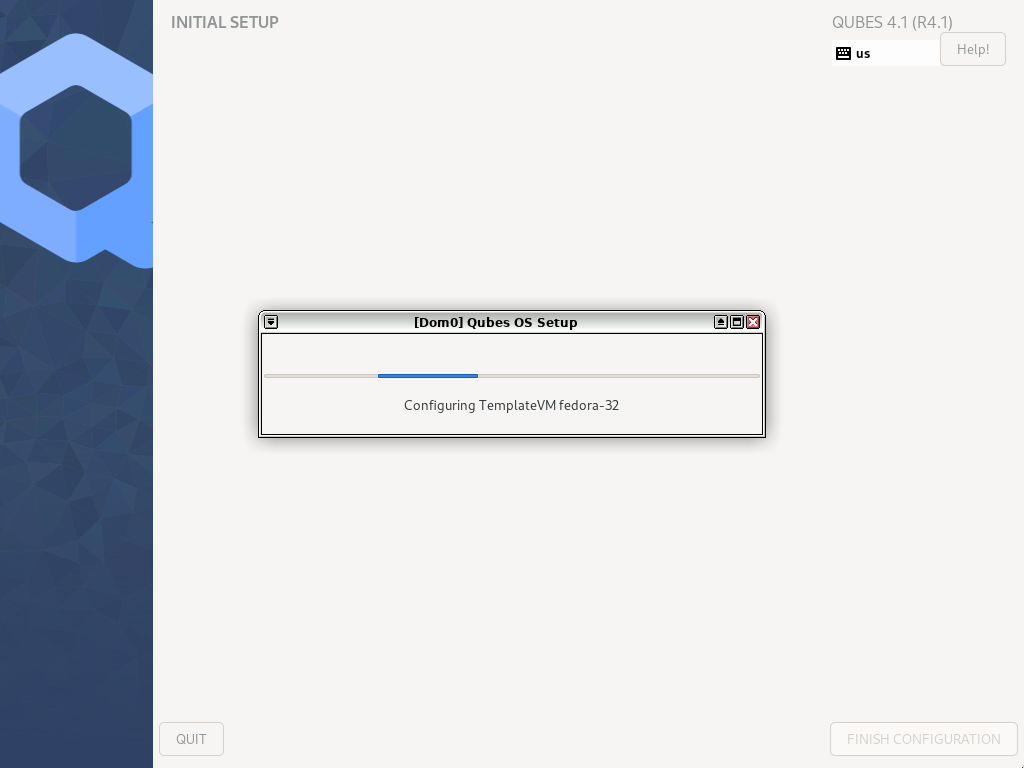 INITIAL SETUP
QUBES 4.1 (R4.1)
us
Help!
[Dom0] Qubes OS Setup
Configuring TemplateVM fedora-32
QUIT
FINISH CONFIGURATION